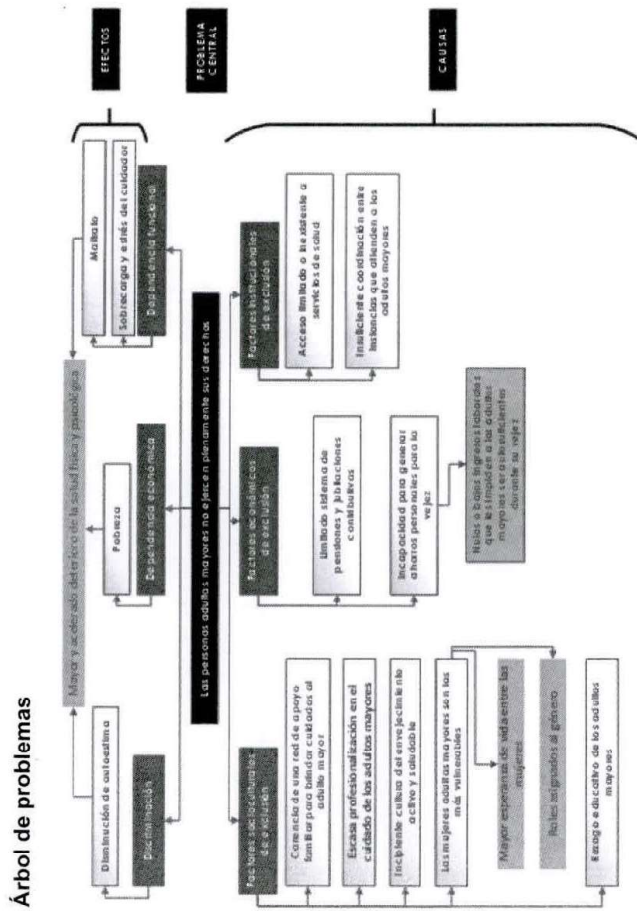 Árbol de problemas
Mayor y acelerado deterioro de la salud física y psicológica
EFECTOS
Disminución de autoestima
Discriminación
Pobreza
Dependencia económica
Maltrato
Sobrecarga y estrés del cuidador
Dependencia funcional
Las personas adultas mayores no ejercen plenamente sus derechos
PROBLEMA
CENTRAL
CAUSAS
Factores socioculturales
de exclusión
Carencia de una red de apoyo
familiar para brindar cuidados al
adulto mayor
Escasa profesionalización en el
cuidado de los adultos mayores
Incipiente cultura del envejecimiento
activo y saludable
Las mujeres adultas mayores son las
más vulnerables
Mayor esperanza de vida entre las
mujeres
Roles asignados al género
Rezago educativo de los adultos
mayores
Factores económicos
de exclusión
Limitado sistema de
pensiones y jubilaciones
contributivas
Incapacidad para generar
ahorros personales para la
vejez
Nulos o bajos ingresos laborales
que les impiden a los adultos
mayores ser autosuficientes
durante su vejez
Factores institucionales
de exclusión
Acceso limitado o inexistente a
servicios de salud
Insuficiente coordinación entre
instancias que atienden a los
adultos mayores